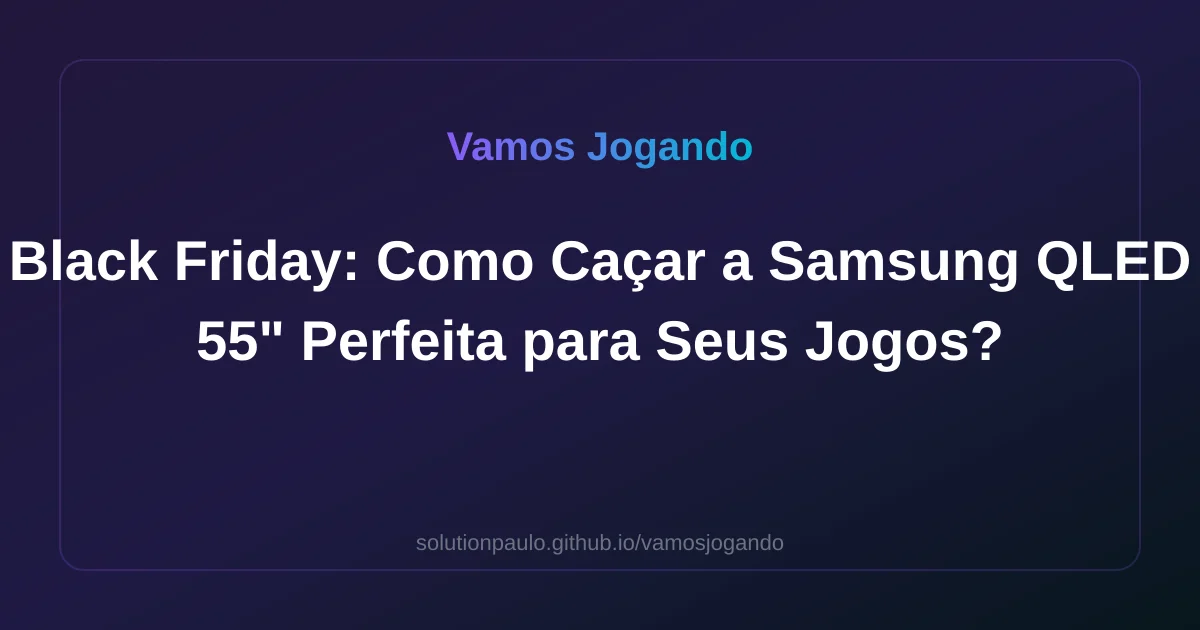 Vamos Jogando
Black Friday: Como Caçar a Samsung QLED
55" Perfeita para Seus Jogos?
solutionpaulo.github.io/vamosjogando